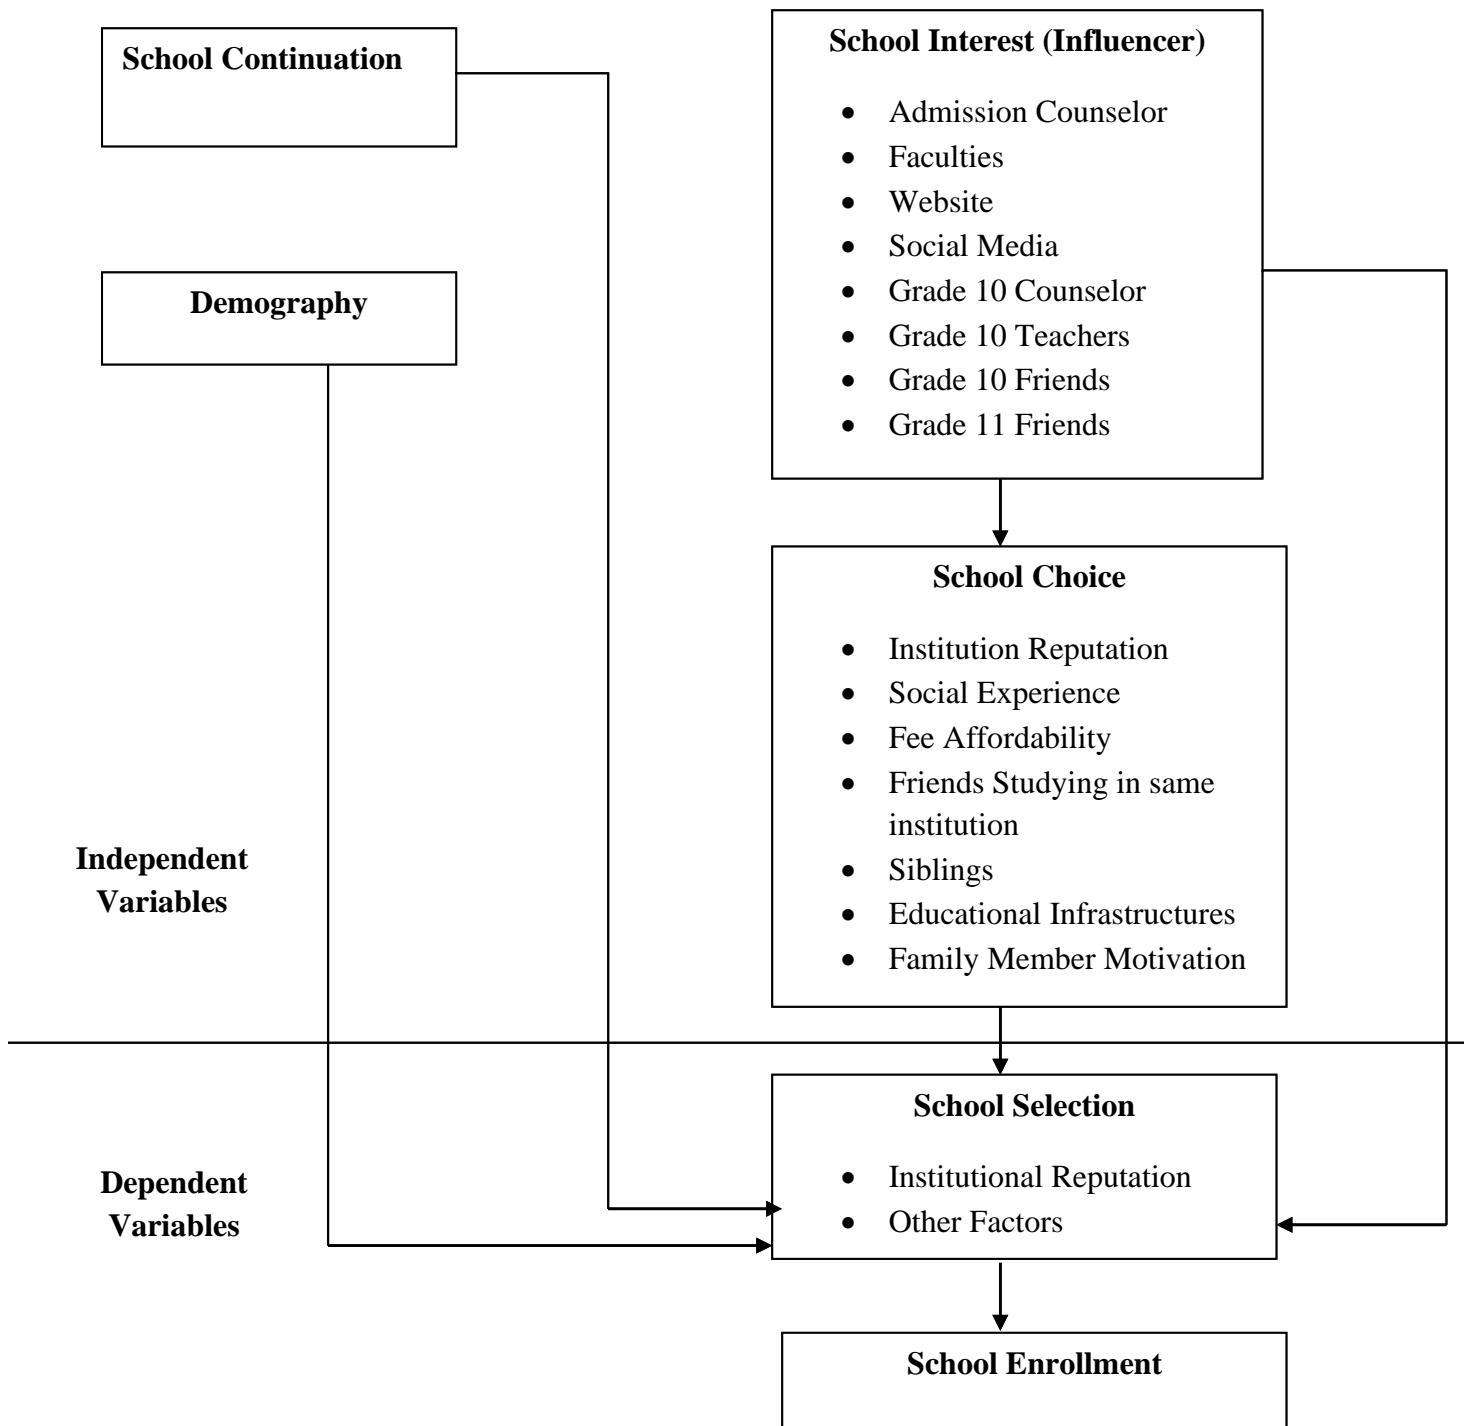 School Continuation
Demography
School Interest (Influencer)
• Admission Counselor
• Faculties
• Website
• Social Media
• Grade 10 Counselor
• Grade 10 Teachers
• Grade 10 Friends
• Grade 11 Friends
School Choice
• Institution Reputation
• Social Experience
• Fee Affordability
• Friends Studying in same
institution
• Siblings
• Educational Infrastructures
• Family Member Motivation
Independent
Variables
School Selection
• Institutional Reputation
• Other Factors
Dependent
Variables
School Enrollment